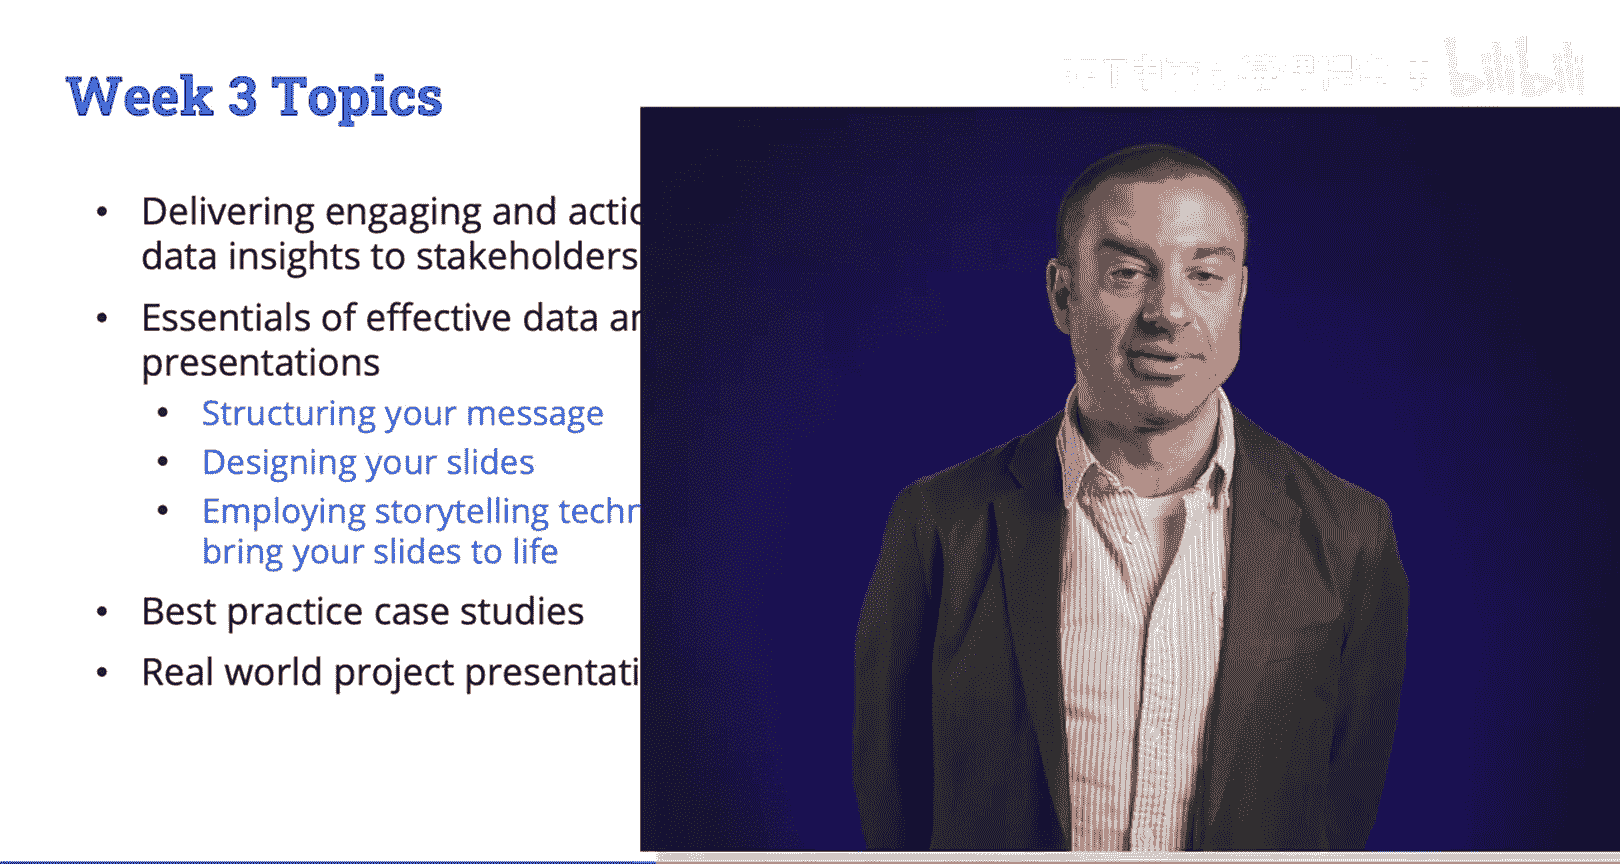 Week 3 Topics
bilibili
• Delivering engaging and actio
data insights to stakeholders
• Essentials of effective data an
presentations
• Structuring your message
• Designing your slides
• Employing storytelling techn
bring your slides to life
• Best practice case studies
• Real world project presentati